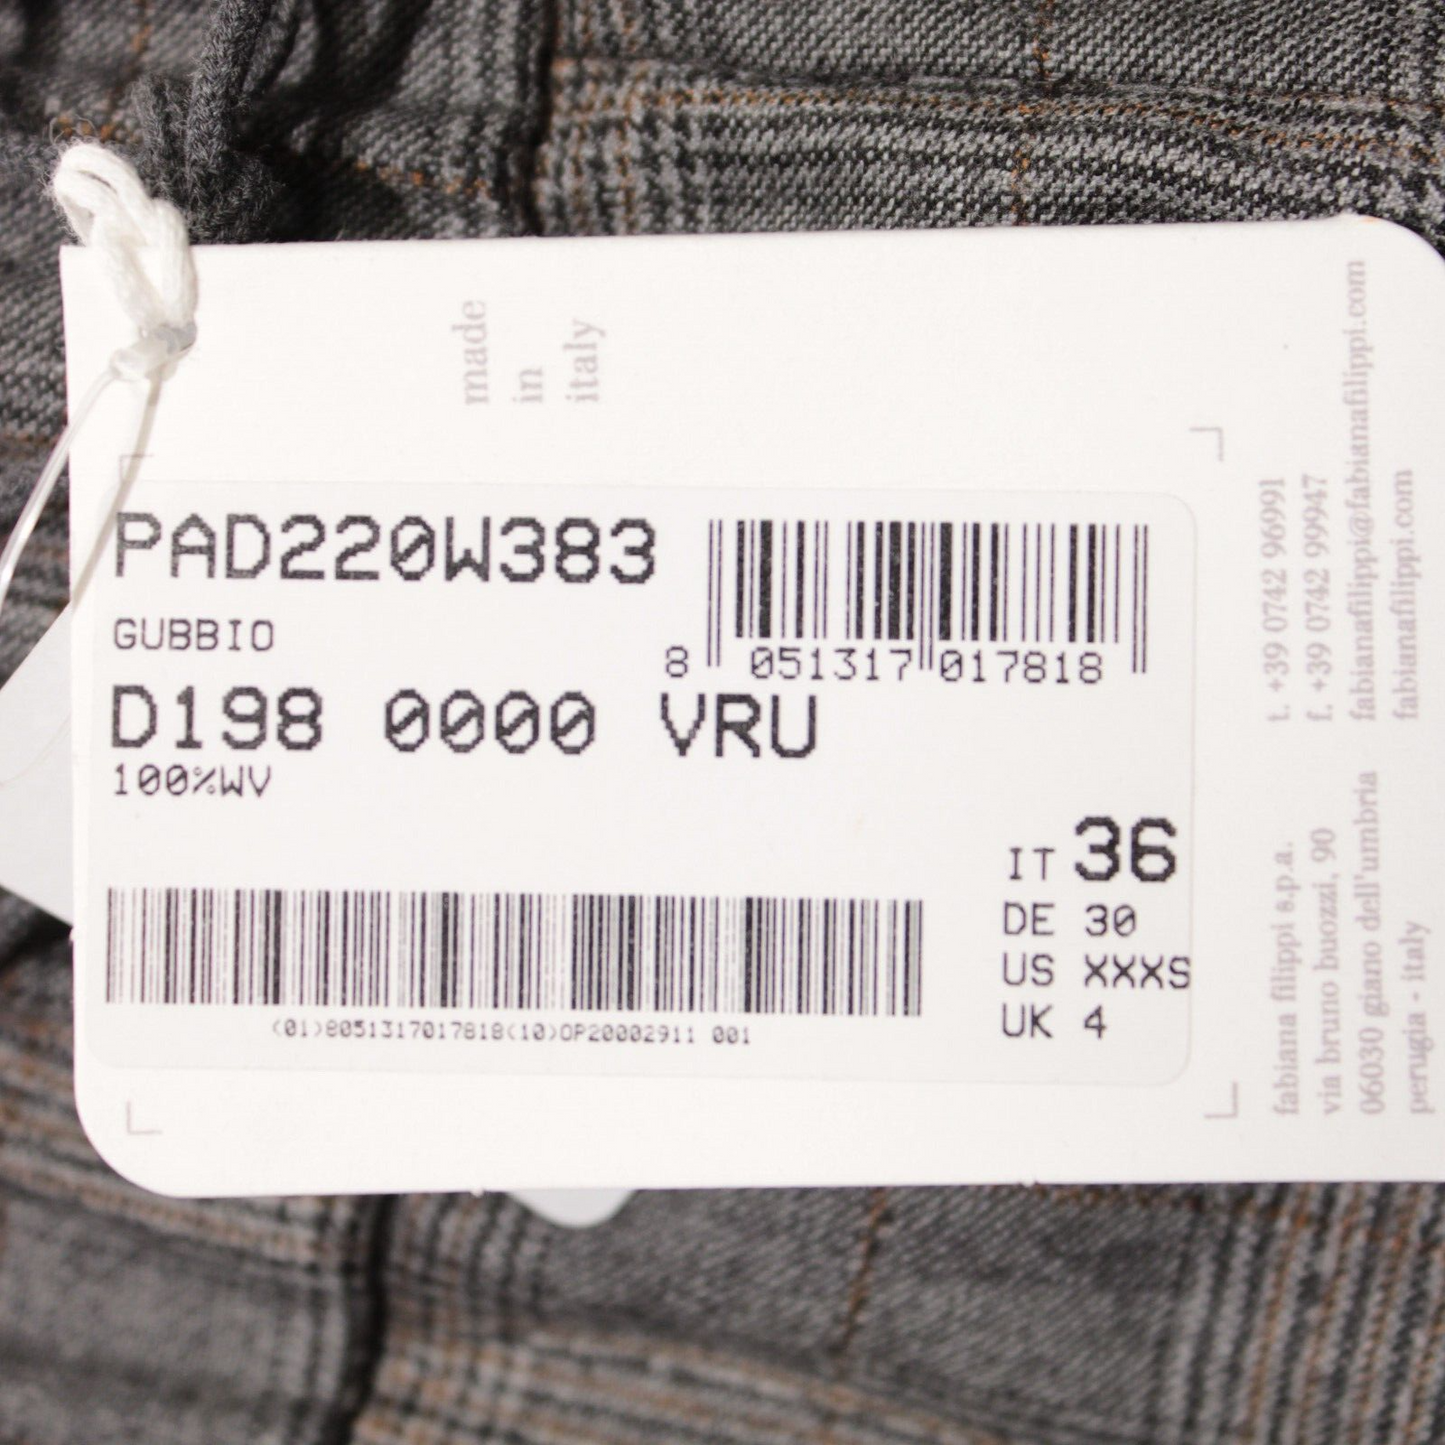 made
in
italy
PAD220W383
GUBBIO
8 051317 017818
D198 0000 VRU
100%WV
IT 36
DE 30
US XXXS
UK 4
(01)8051317017818(10)OP20002911 001
fabiana filippi s.p.a.
via bruno buozzi, 90
06030 giano dell'umbria
perugia - italy
t. +39 0742 96991
f. +39 0742 99947
fabianafilippi@fabianafilippi.com
fabianafilippi.com